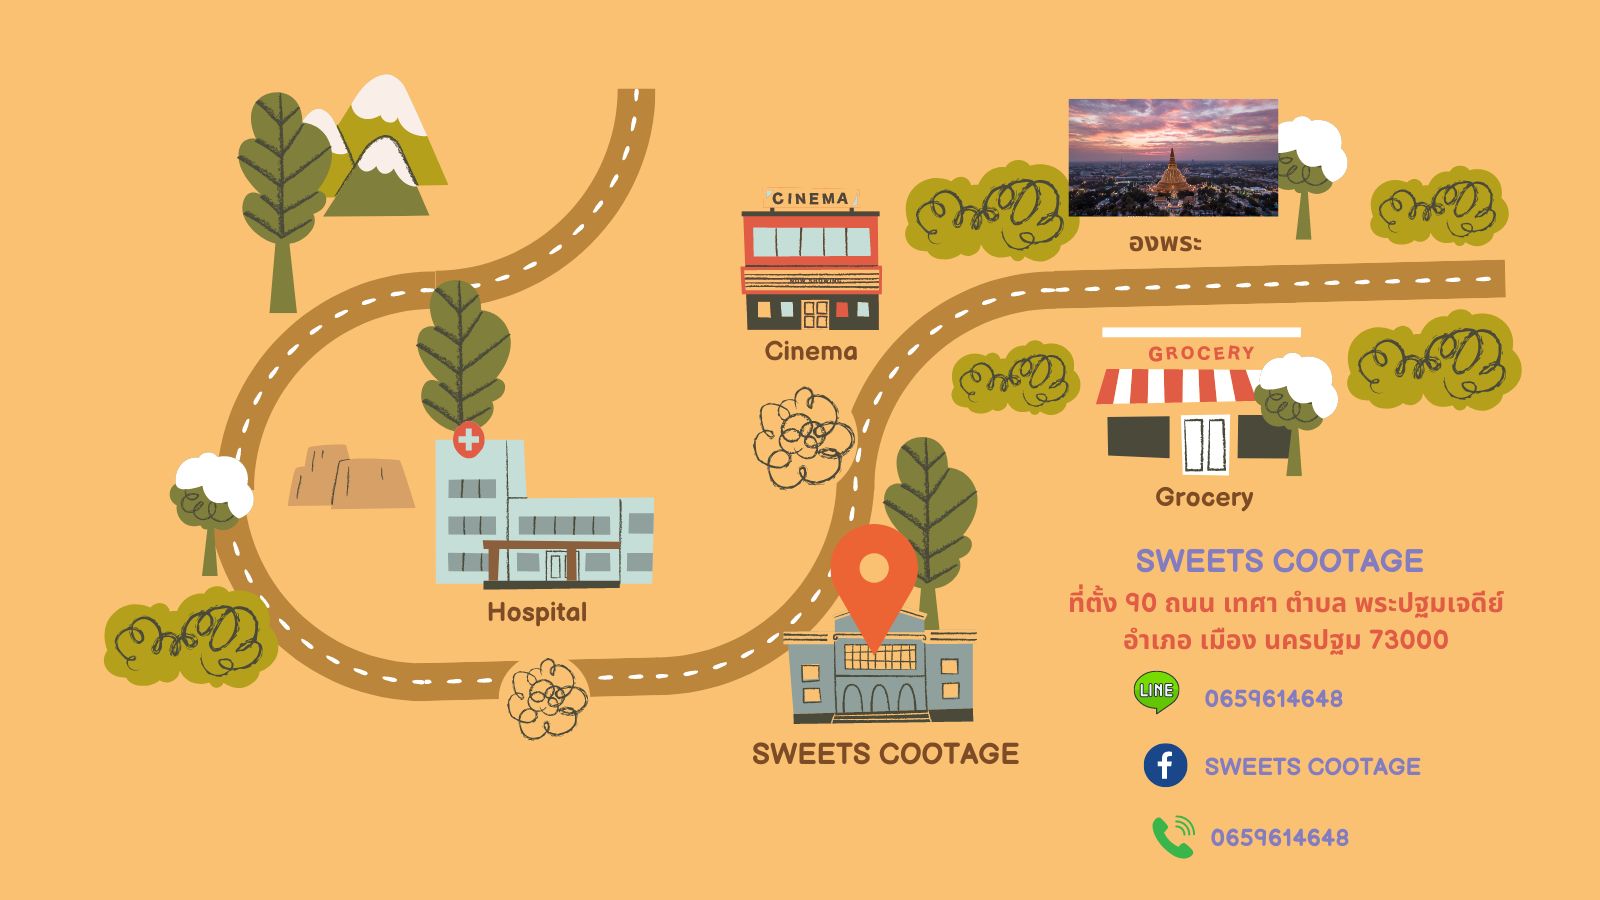 CINEMA
Cinema
องพระ
GROCERY
Grocery
Hospital
SWEETS COOTAGE
SWEETS COOTAGE
ที่ตั้ง 90 ถนน เทศา ตำบล พระปฐมเจดีย์
อำเภอ เมือง นครปฐม 73000
LINE
0659614648
SWEETS COOTAGE
0659614648